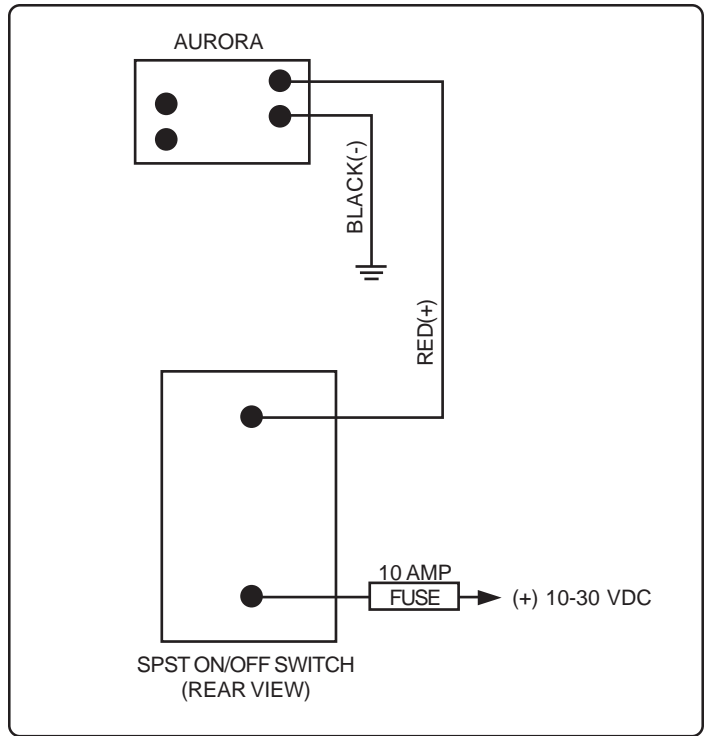 AURORA
BLACK(-)
RED(+)
10 AMP
FUSE
(+) 10-30 VDC
SPST ON/OFF SWITCH
(REAR VIEW)